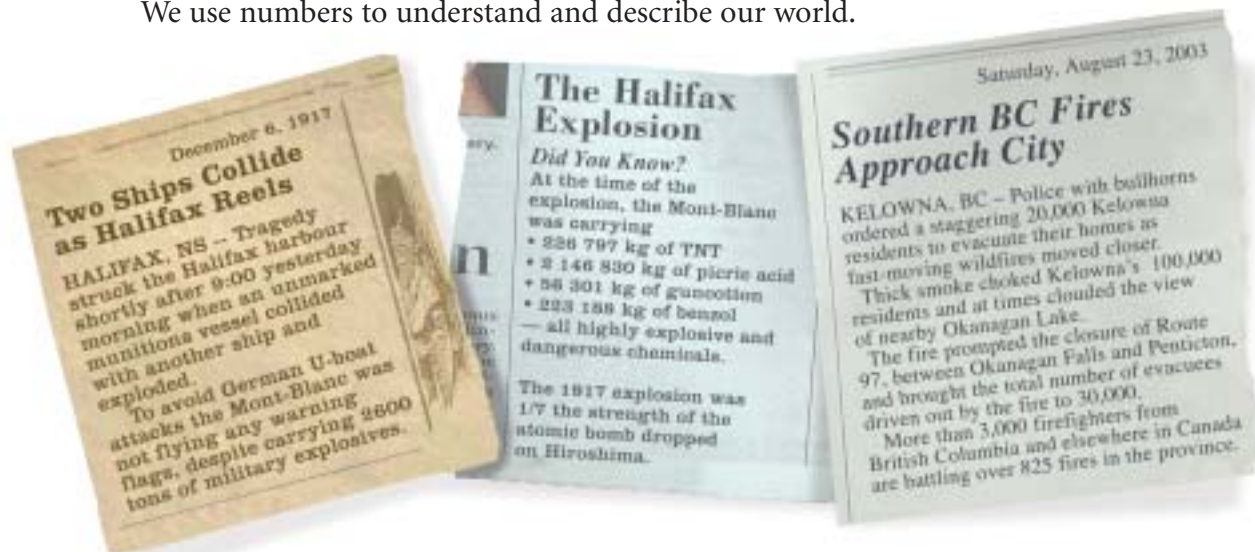 We use numbers to understand and describe our world.
December 6, 1917
Two Ships Collide
as Halifax Reels
HALIFAX, NS – Tragedy
struck the Halifax harbour
shortly after 9:00 yesterday
morning when an unmarked
munitions vessel collided
with another ship and
exploded.
To avoid German U-boat
attacks the Mont-Blanc was
not flying any warning
flags, despite carrying 2600
tons of military explosives.
The Halifax
Explosion
Did You Know?
At the time of the
explosion, the Mont-Blanc
was carrying
• 226 797 kg of TNT
• 2 146 830 kg of picric acid
• 56 301 kg of guncotton
• 223 188 kg of benzol
— all highly explosive and
dangerous chemicals.
The 1917 explosion was
1/7 the strength of the
atomic bomb dropped
on Hiroshima.
Saturday, August 23, 2003
Southern BC Fires
Approach City
KELOWNA, BC – Police with bullhorns
ordered a staggering 20,000 Kelowna
residents to evacuate their homes as
fast-moving wildfires moved closer.
Thick smoke choked Kelowna's 100,000
residents and at times clouded the view
of nearby Okanagan Lake.
The fire prompted the closure of Route
97, between Okanagan Falls and Penticton,
and brought the total number of evacuees
driven out by the fire to 30,000.
More than 3,000 firefighters from
British Columbia and elsewhere in Canada
are battling over 825 fires in the province.